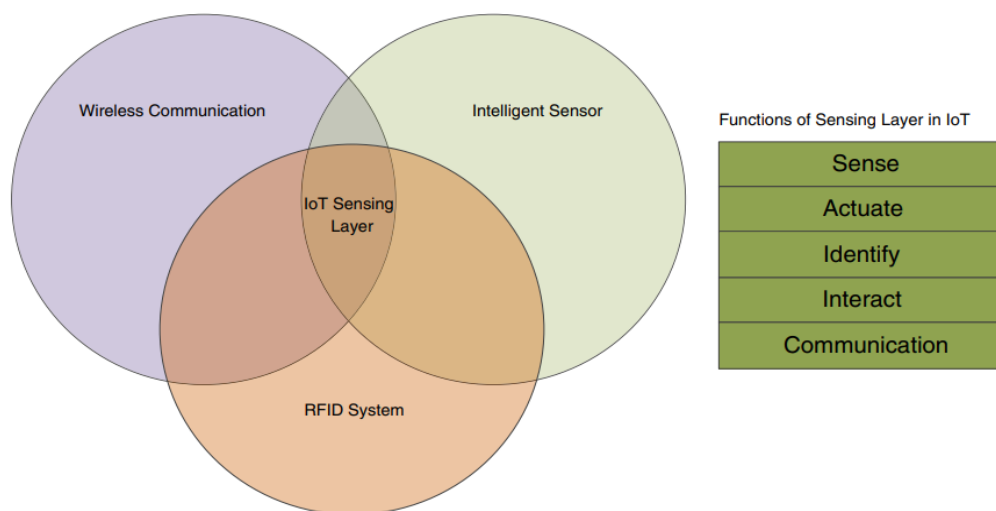 Wireless Communication
Intelligent Sensor
IoT Sensing
Layer
RFID System
Functions of Sensing Layer in IoT
Sense
Actuate
Identify
Interact
Communication